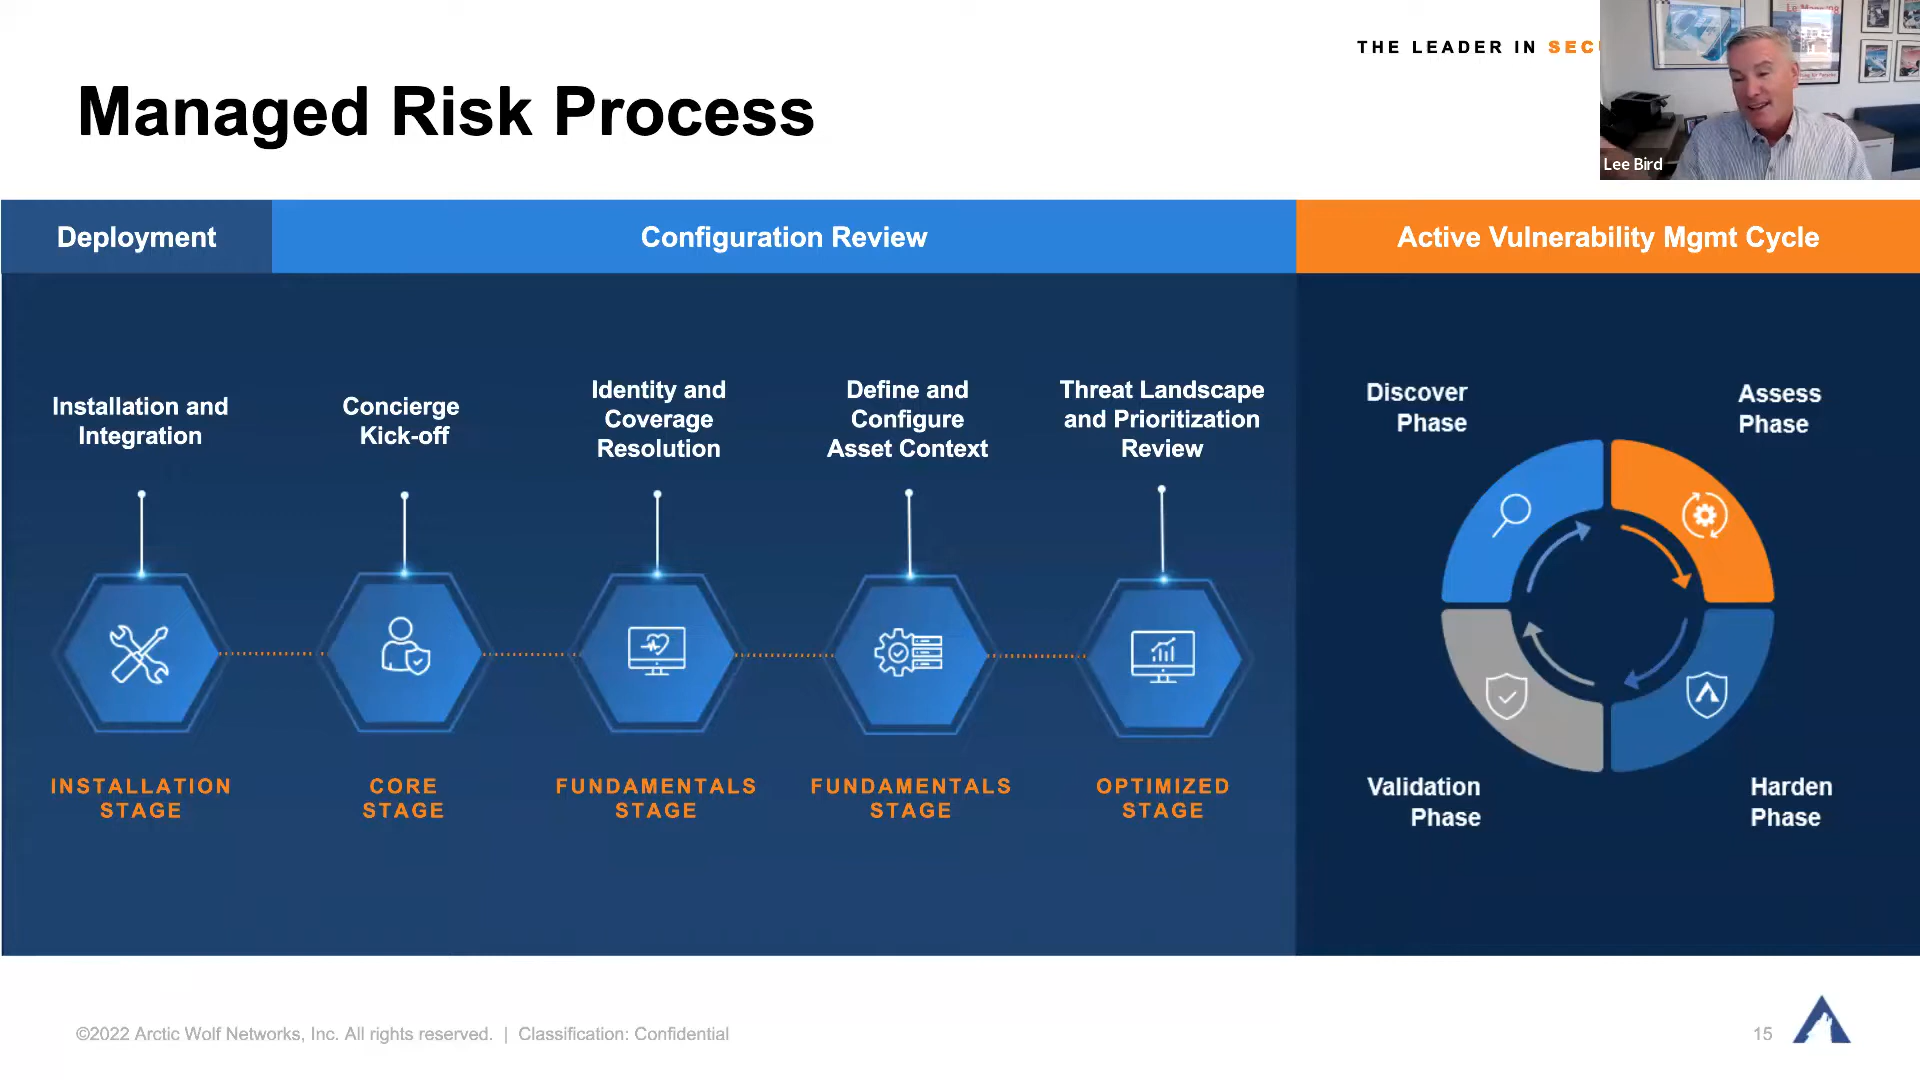 THE LEADER IN SEC
Managed Risk Process
Lee Bird
Deployment
Configuration Review
Active Vulnerability Mgmt Cycle
Installation and
Integration
Concierge
Kick-off
Identity and
Coverage
Resolution
Define and
Configure
Asset Context
Threat Landscape
and Prioritization
Review
Discover
Phase
Assess
Phase
INSTALLATION
STAGE
CORE
STAGE
FUNDAMENTALS
STAGE
FUNDAMENTALS
STAGE
OPTIMIZED
STAGE
Validation
Phase
Harden
Phase
©2022 Arctic Wolf Networks, Inc. All rights reserved. | Classification: Confidential
15